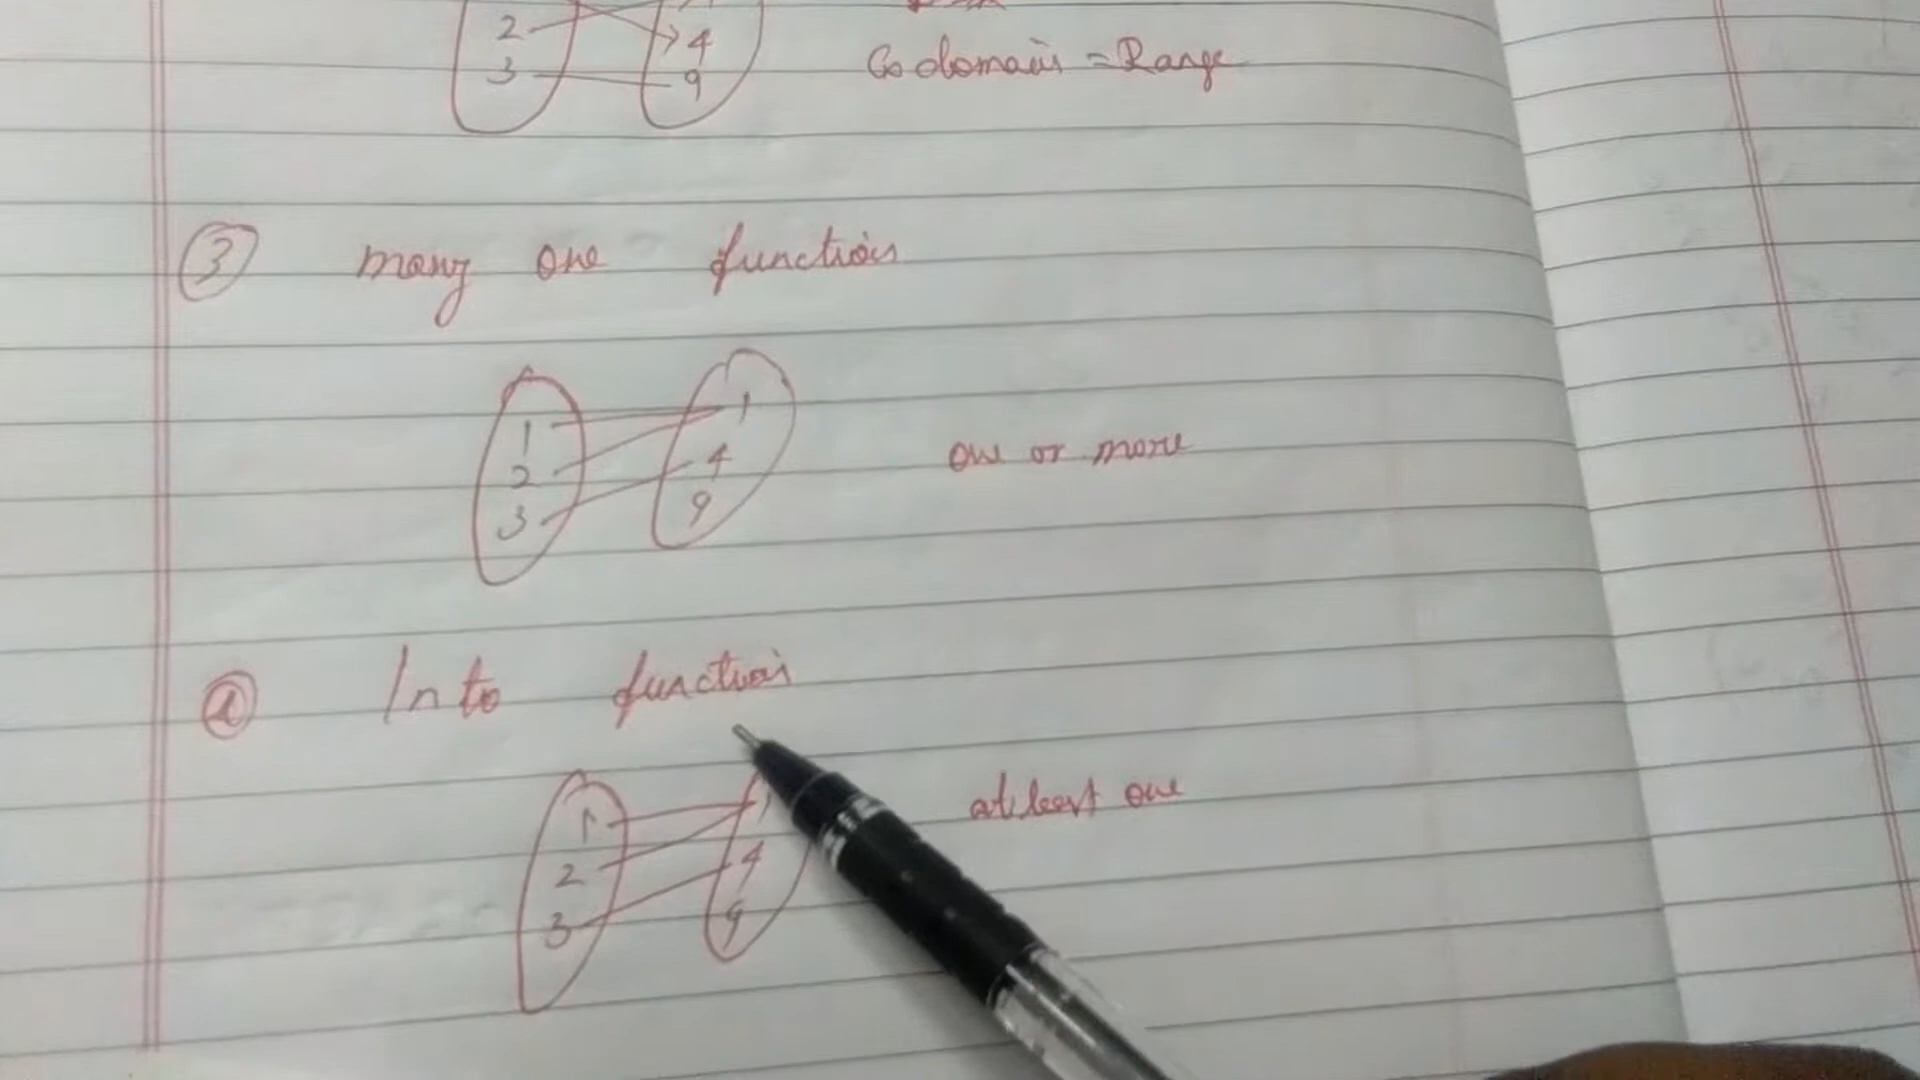 2 4
3 9
Co domain = Range
3 many one function
1 1
2 4
3 9
one or more
Into function
1 1
2 4
3 9
atleast one